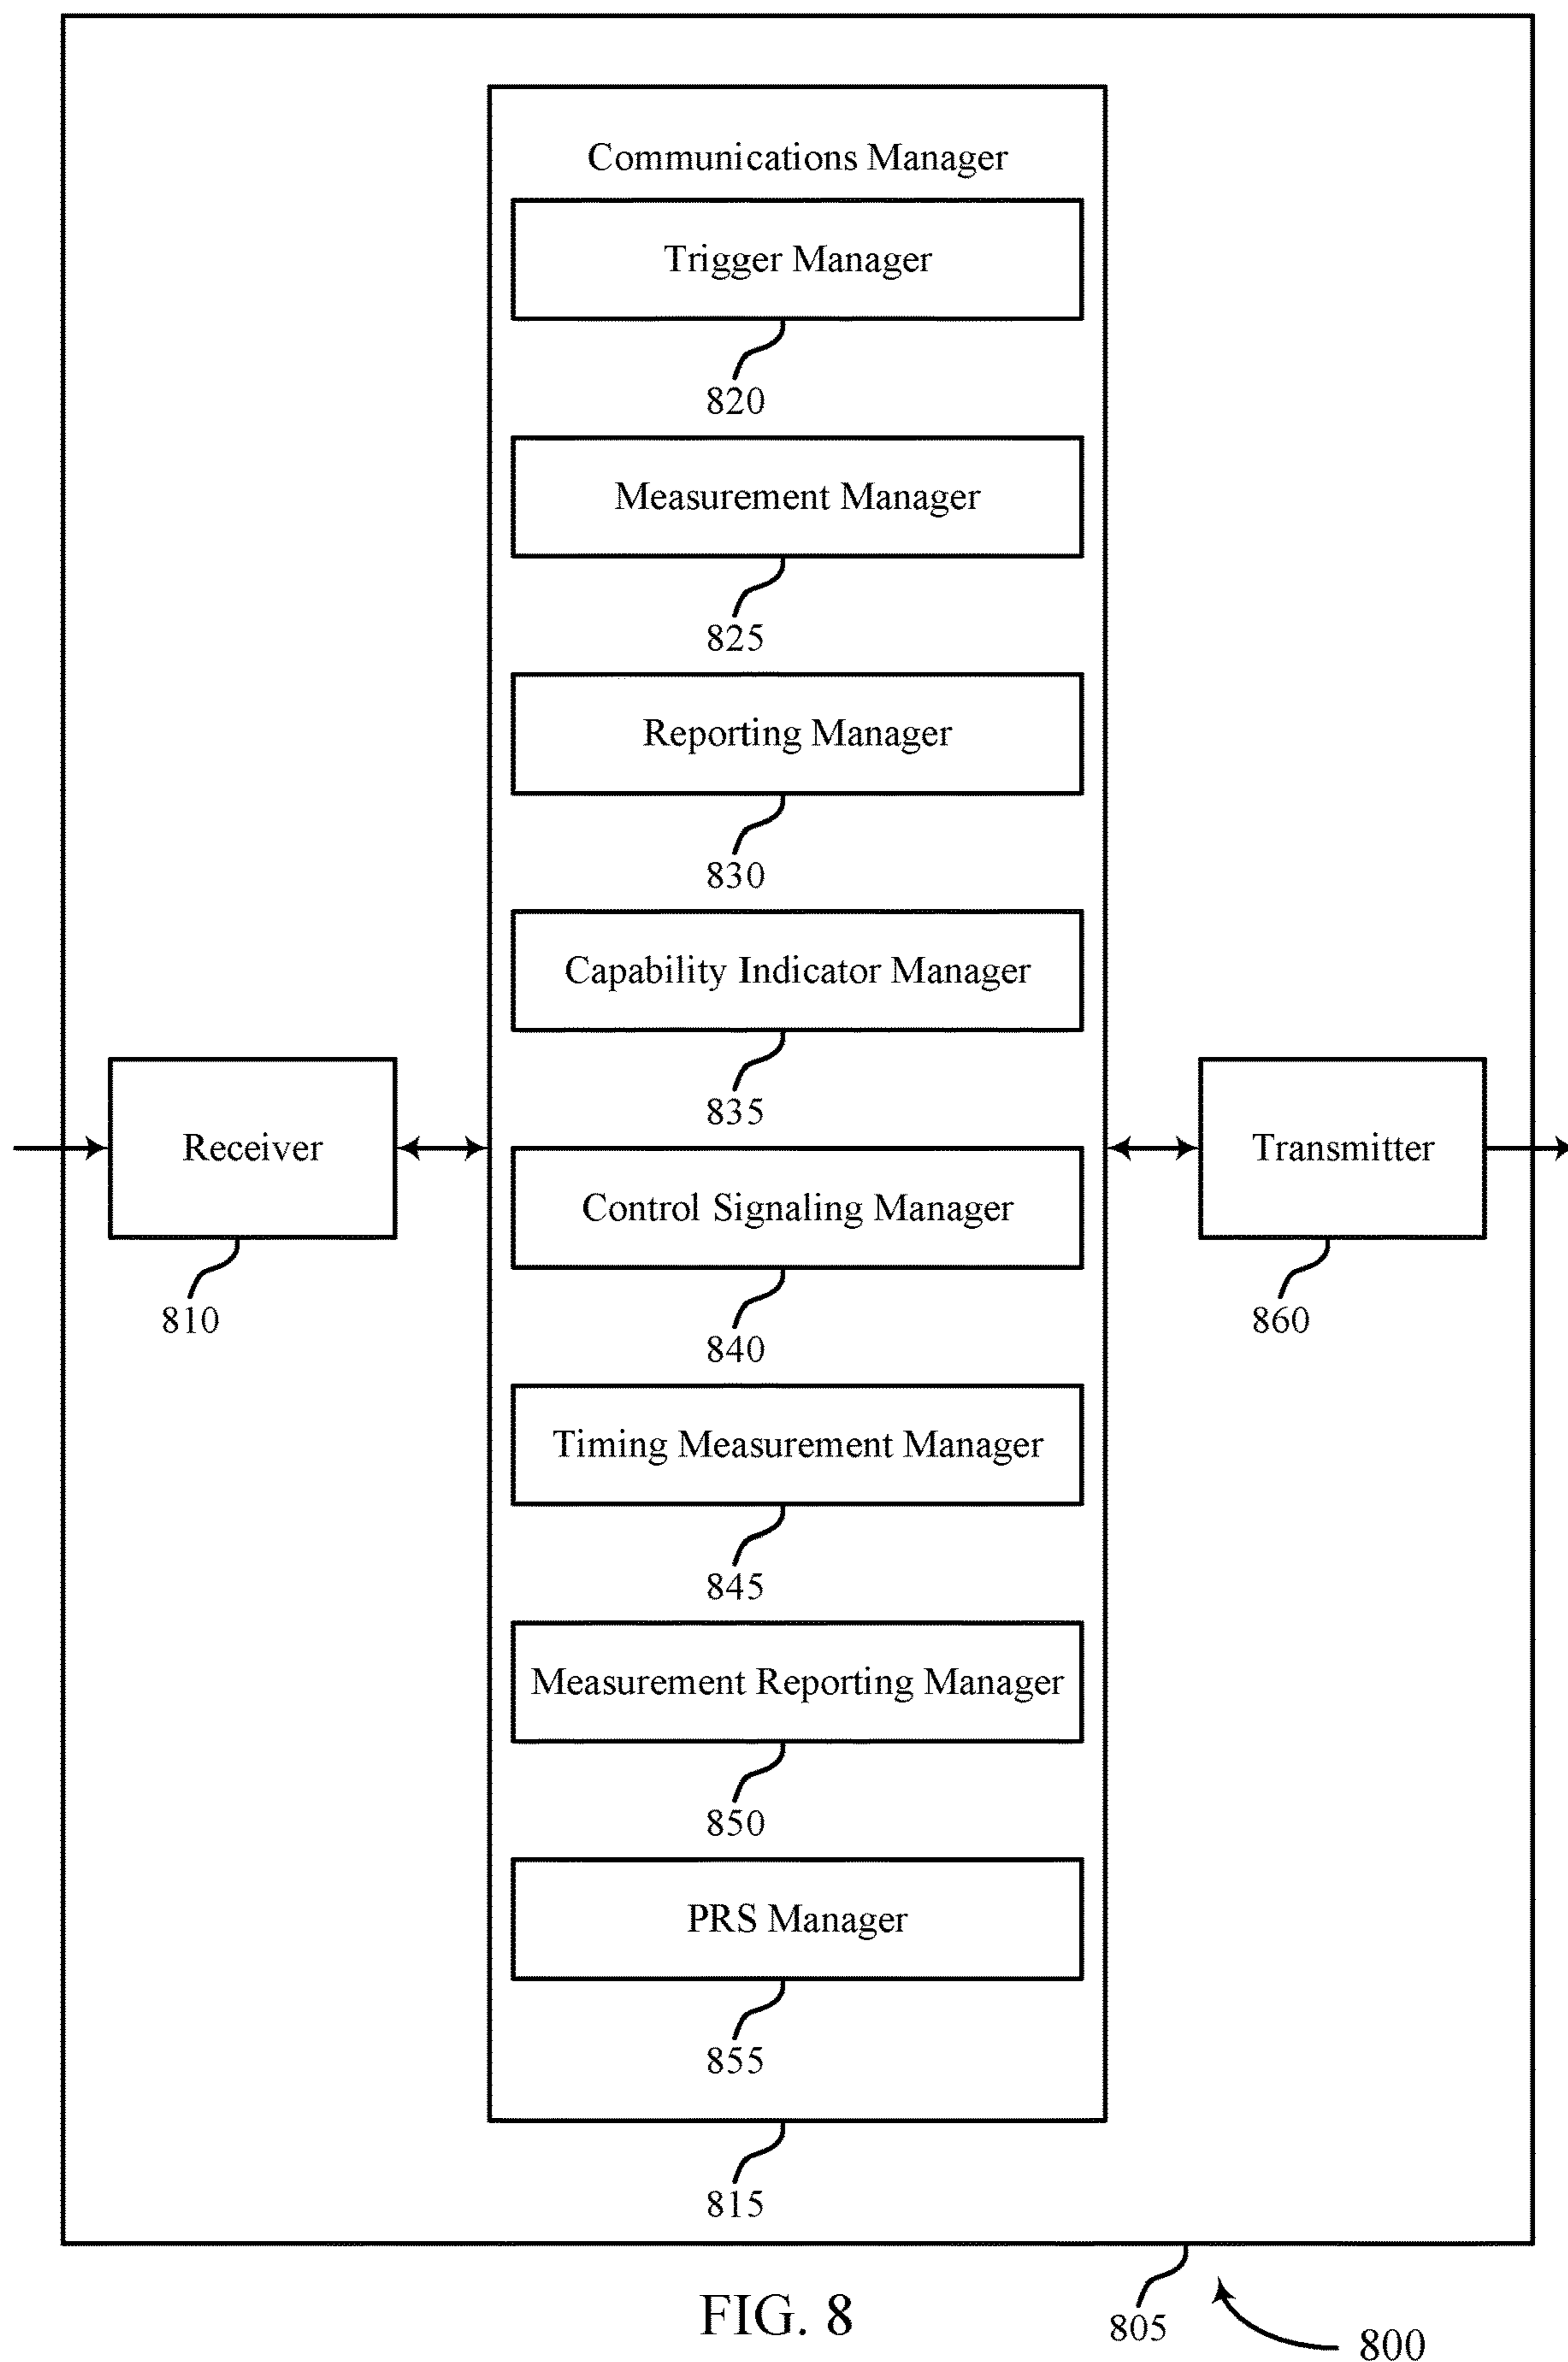 Communications Manager
Trigger Manager
820
Measurement Manager
825
Reporting Manager
830
Capability Indicator Manager
835
Receiver
810
Control Signaling Manager
840
Transmitter
860
Timing Measurement Manager
845
Measurement Reporting Manager
850
PRS Manager
855
815
805
800
FIG. 8